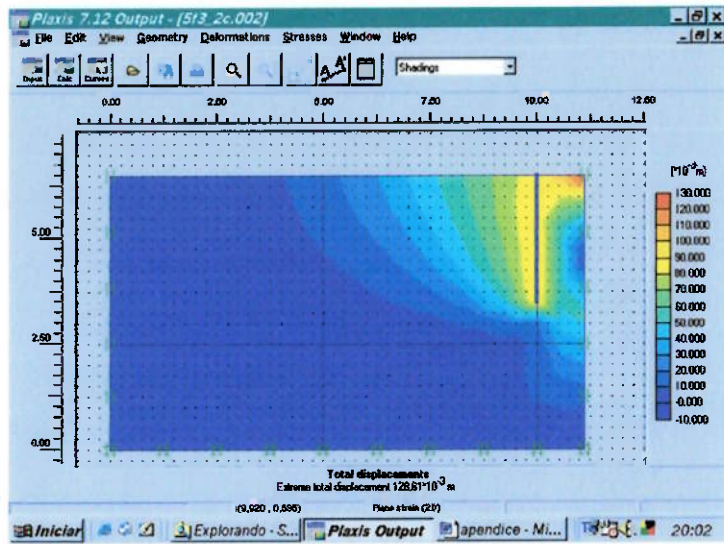 Plaxis 7.12 Output - [5f3_2c.002]
File Edit View Geometry Deformations Stresses Window Help
Input Calc Curves Shadings
0.00 2.50 5.00 7.50 10.00 12.50
[*10⁻³m]
130.000
120.000
110.000
100.000
90.000
80.000
70.000
60.000
50.000
40.000
30.000
20.000
10.000
-0.000
-10.000
5.00
2.50
0.00
Total displacements
Extreme total displacement 128.61*10⁻³ m
Plane strain (2D)
Iniciar Explorando - S... Plaxis Output apendice - Mi... 20:02